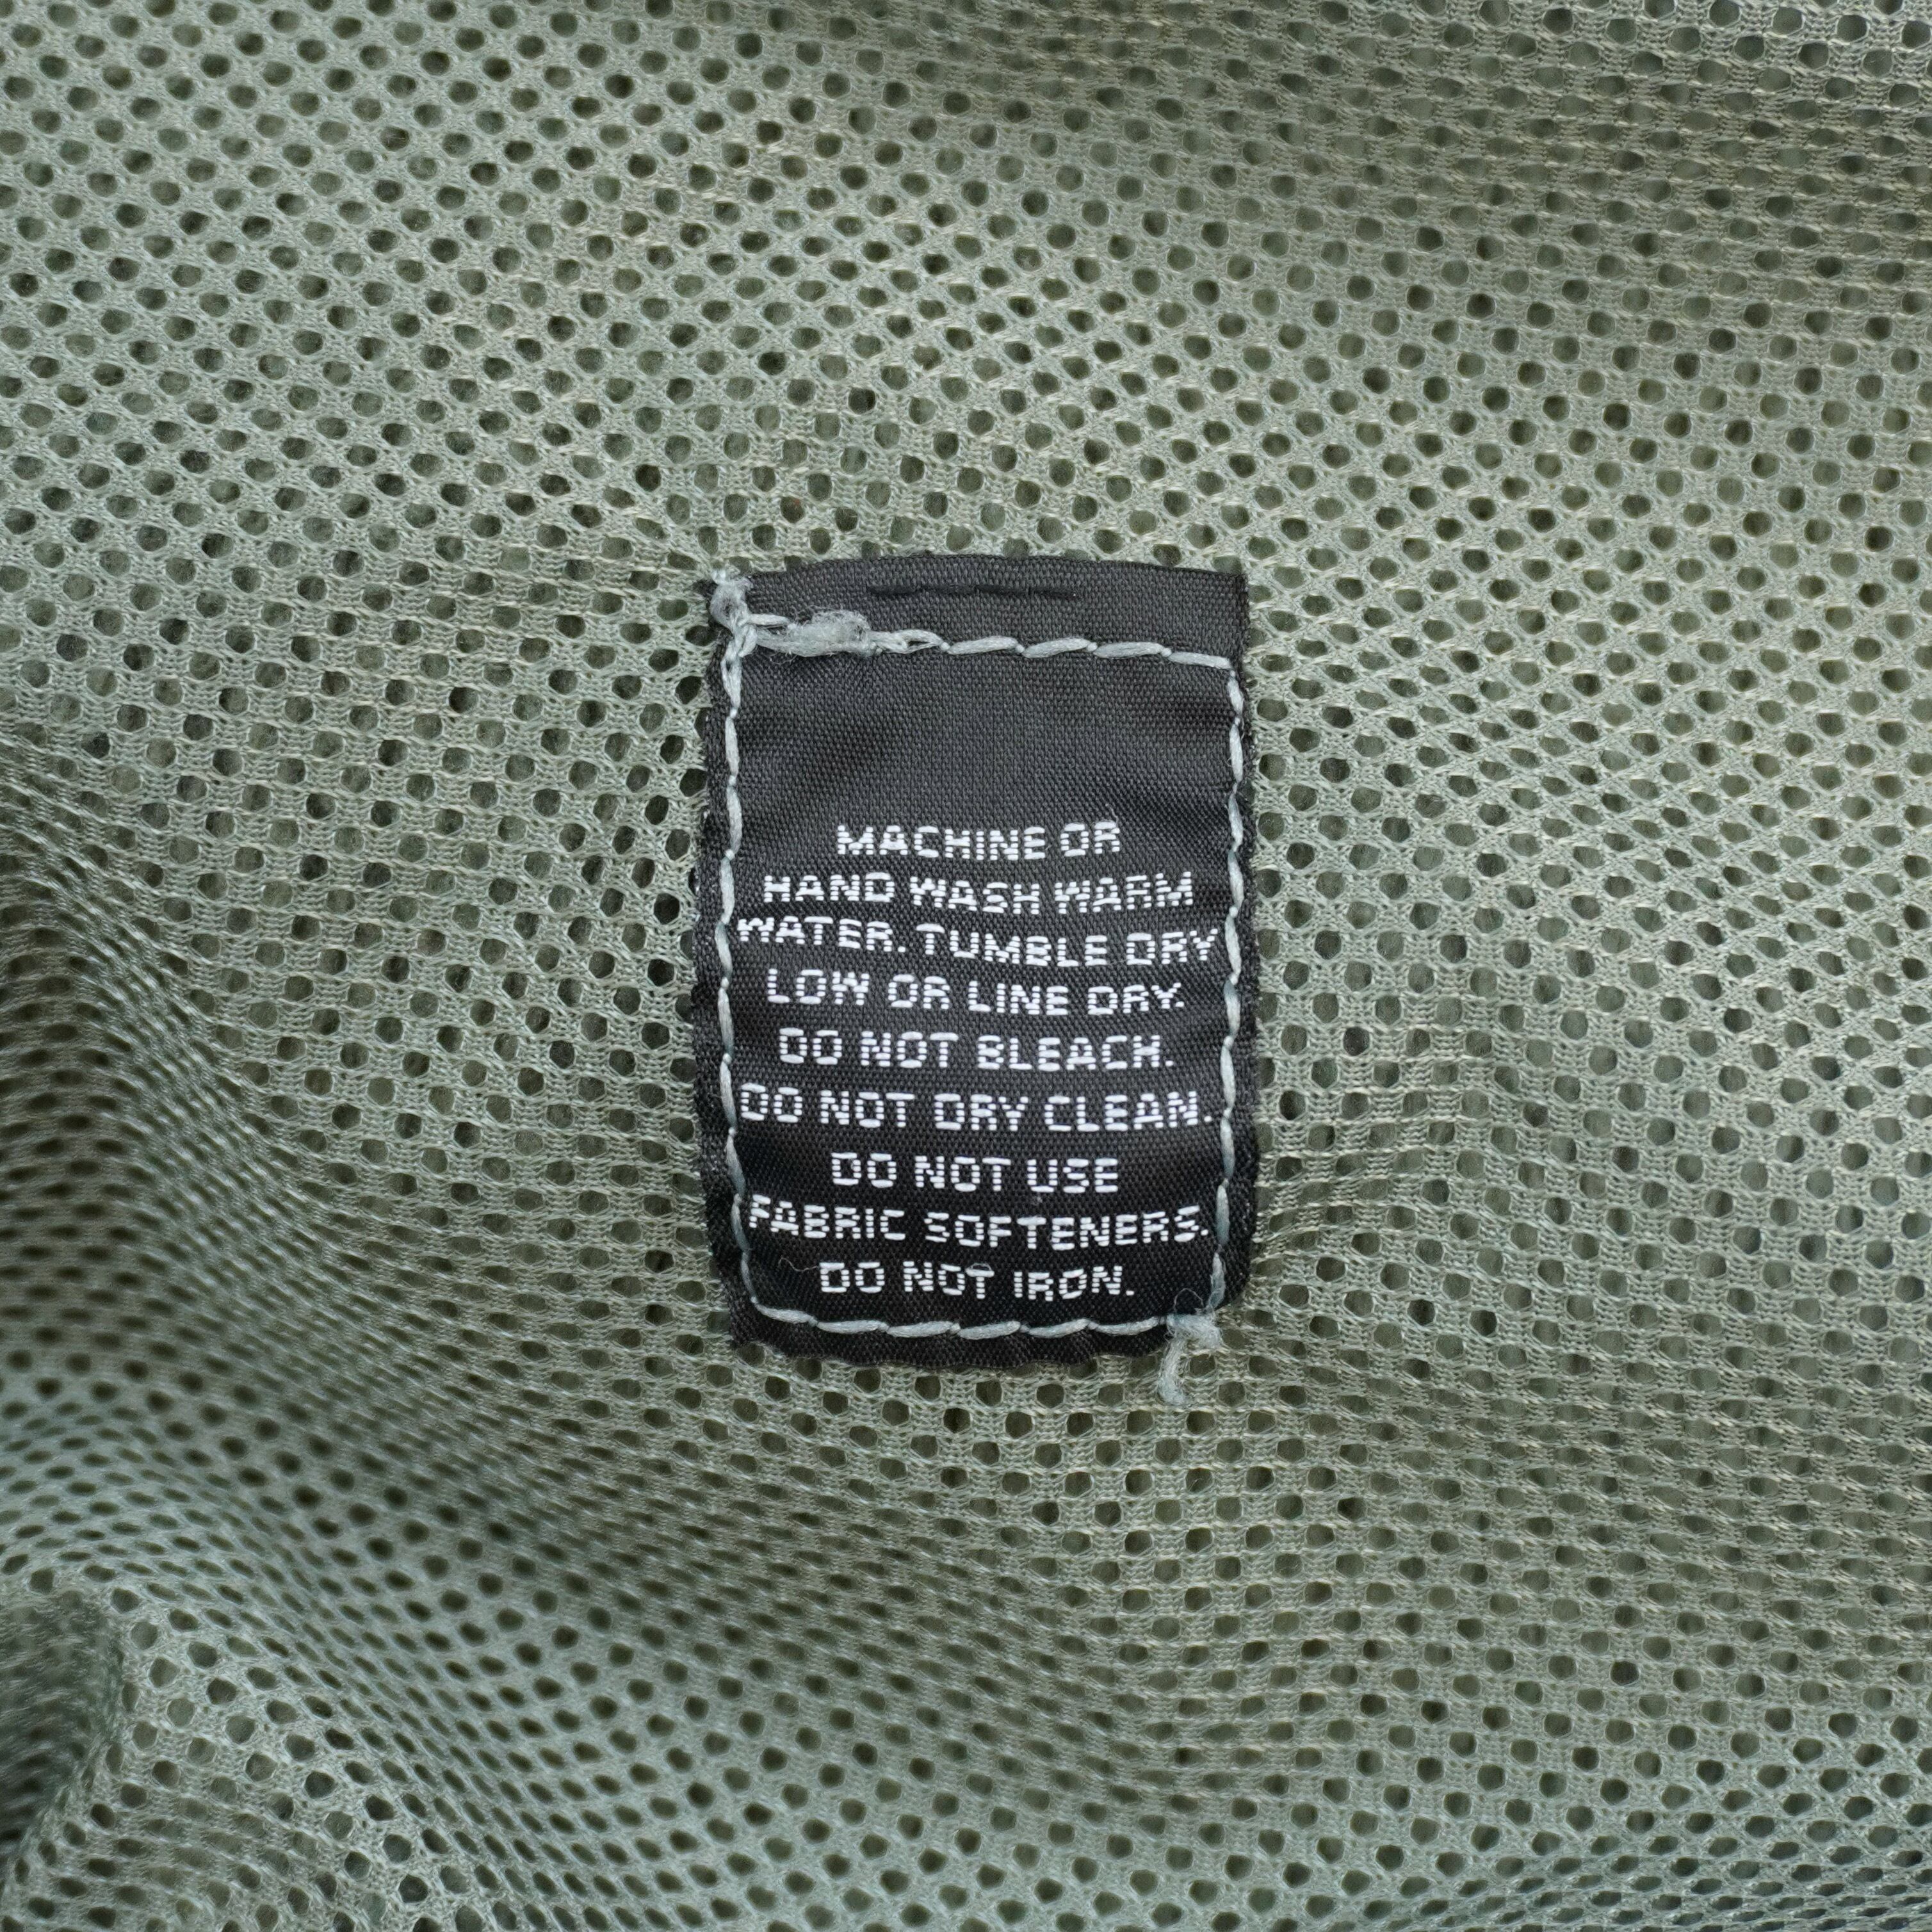 MACHINE OR
HAND WASH WARM
WATER. TUMBLE DRY
LOW OR LINE DRY.
DO NOT BLEACH.
DO NOT DRY CLEAN.
DO NOT USE
FABRIC SOFTENERS.
DO NOT IRON.